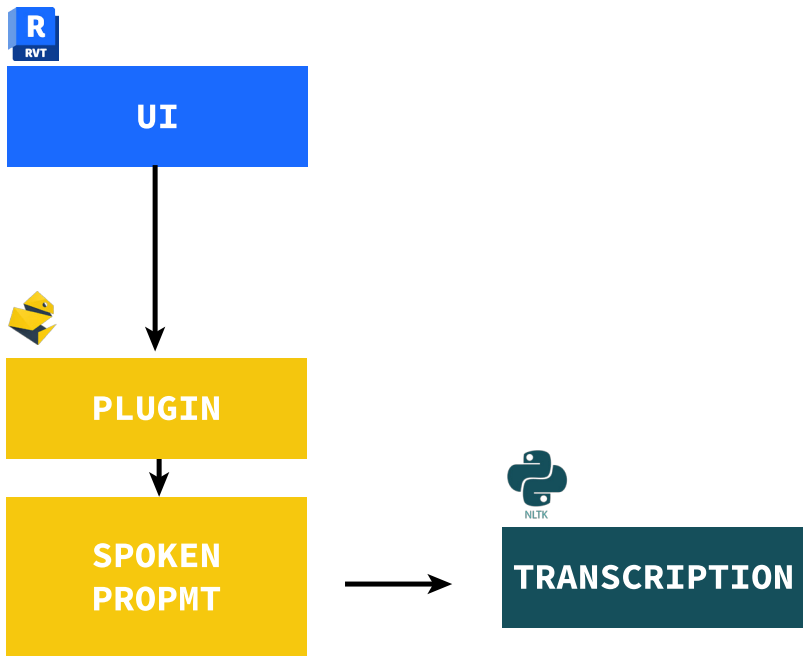 R
RVT
UI
PLUGIN
SPOKEN
PROPMT
NLTK
TRANSCRIPTION